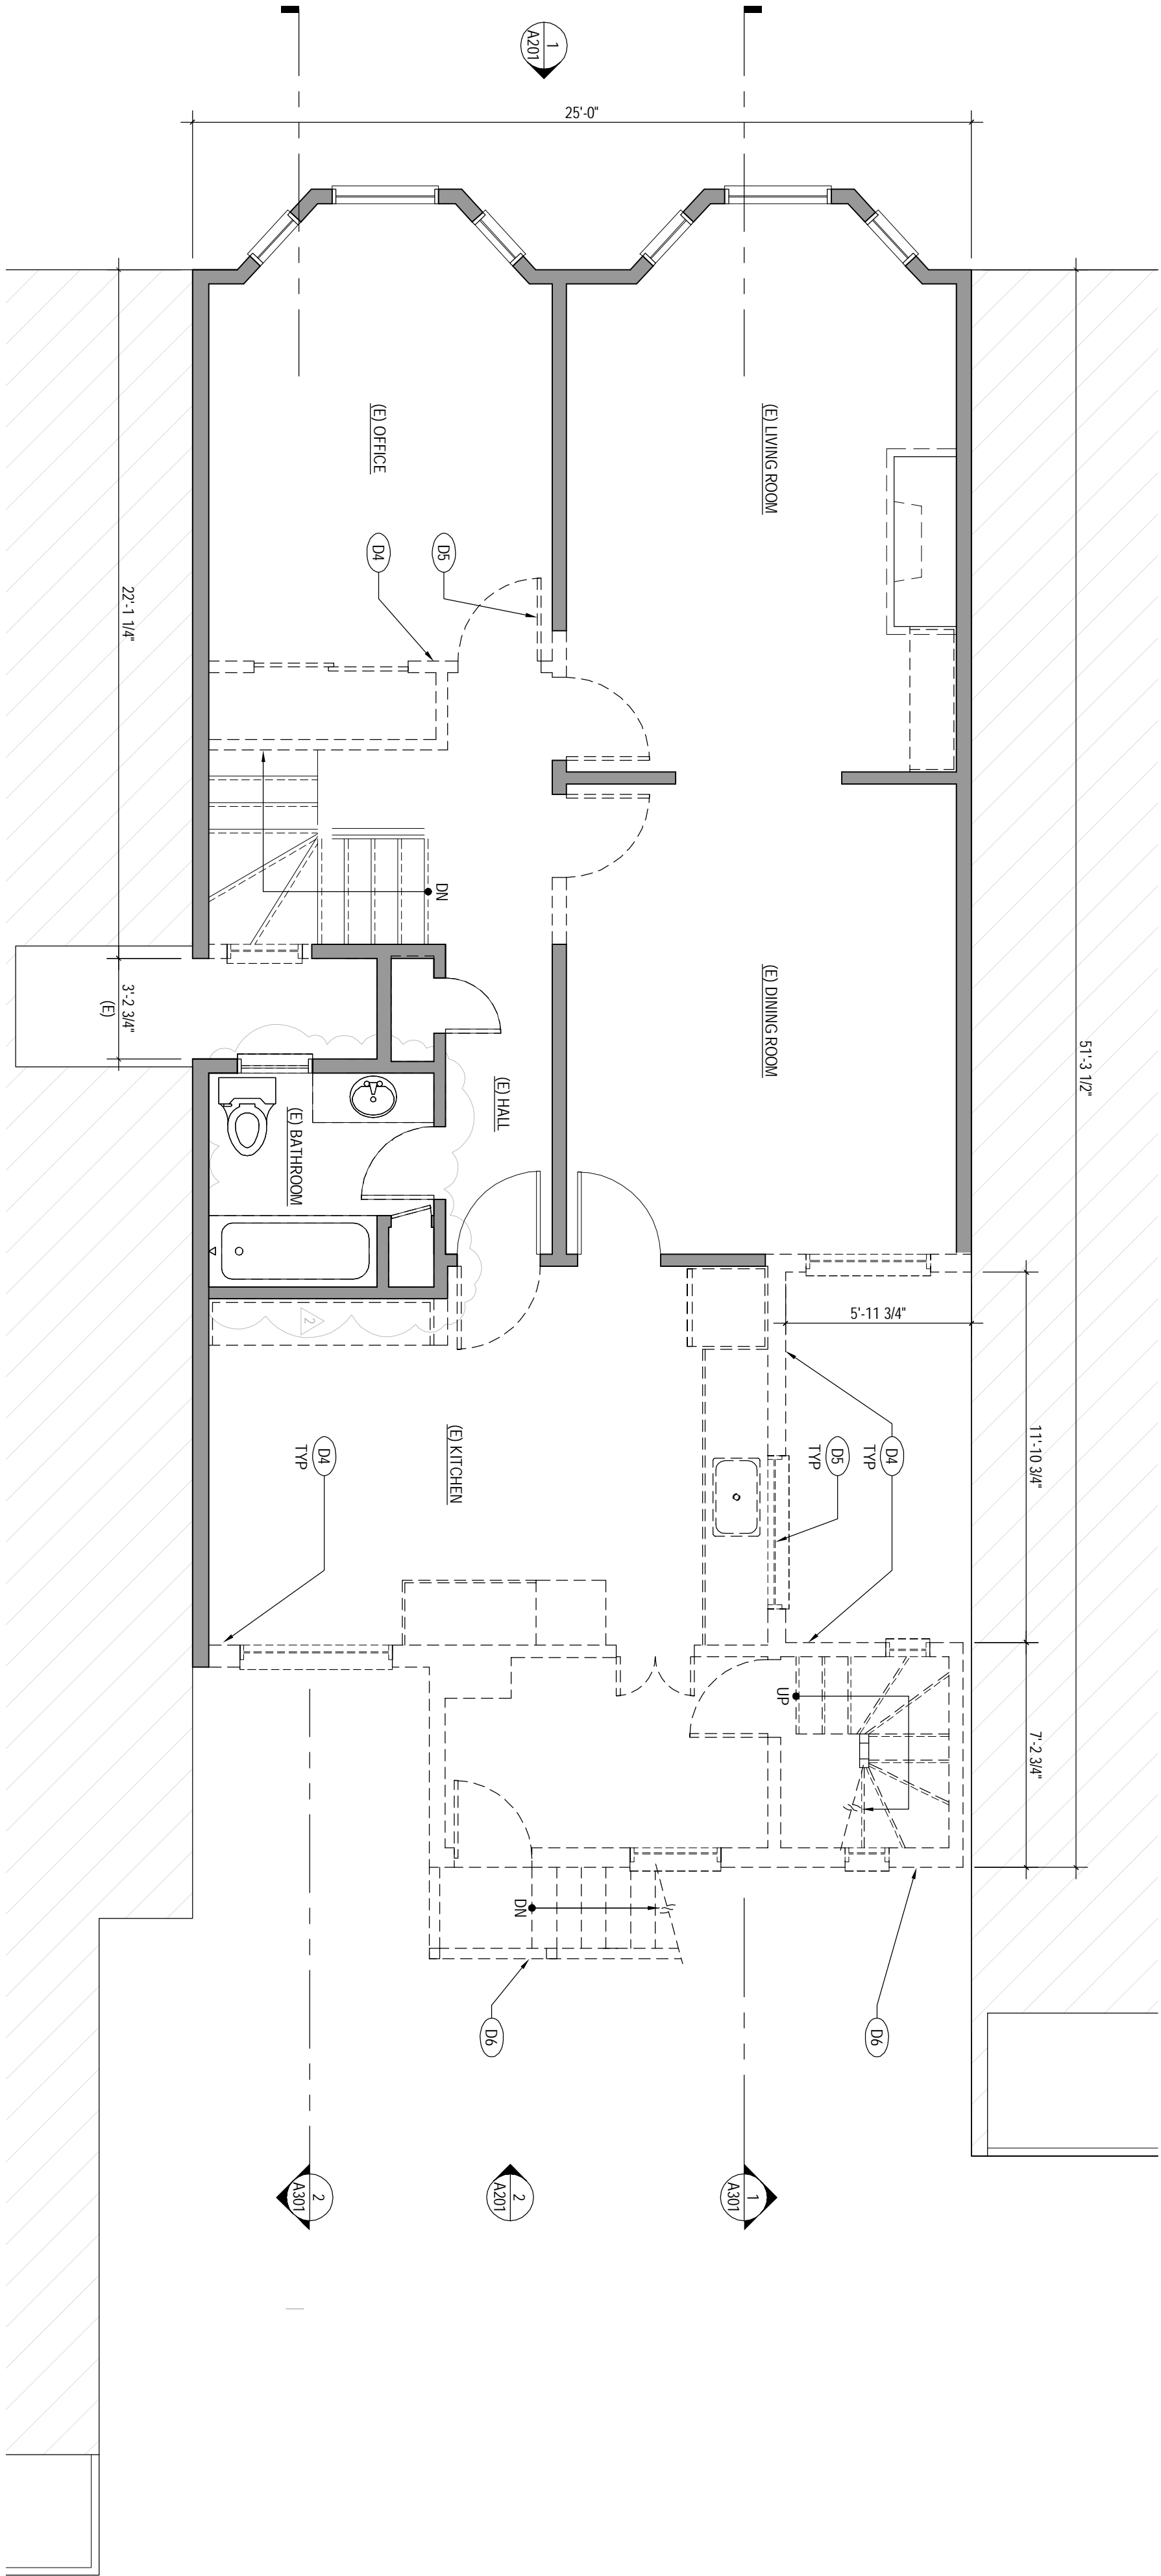 1
A201
25'-0"
(E) OFFICE
(E) LIVING ROOM
D4
D5
22'-1 1/4"
DN
3'-2 3/4"
(E)
(E) DINING ROOM
51'-3 1/2"
(E) HALL
(E) BATHROOM
2
5'-11 3/4"
(E) KITCHEN
11'-10 3/4"
D4
TYP
D5
TYP
D4
TYP
UP
7'-2 3/4"
DN
D6
D6
2
A301
2
A201
1
A301